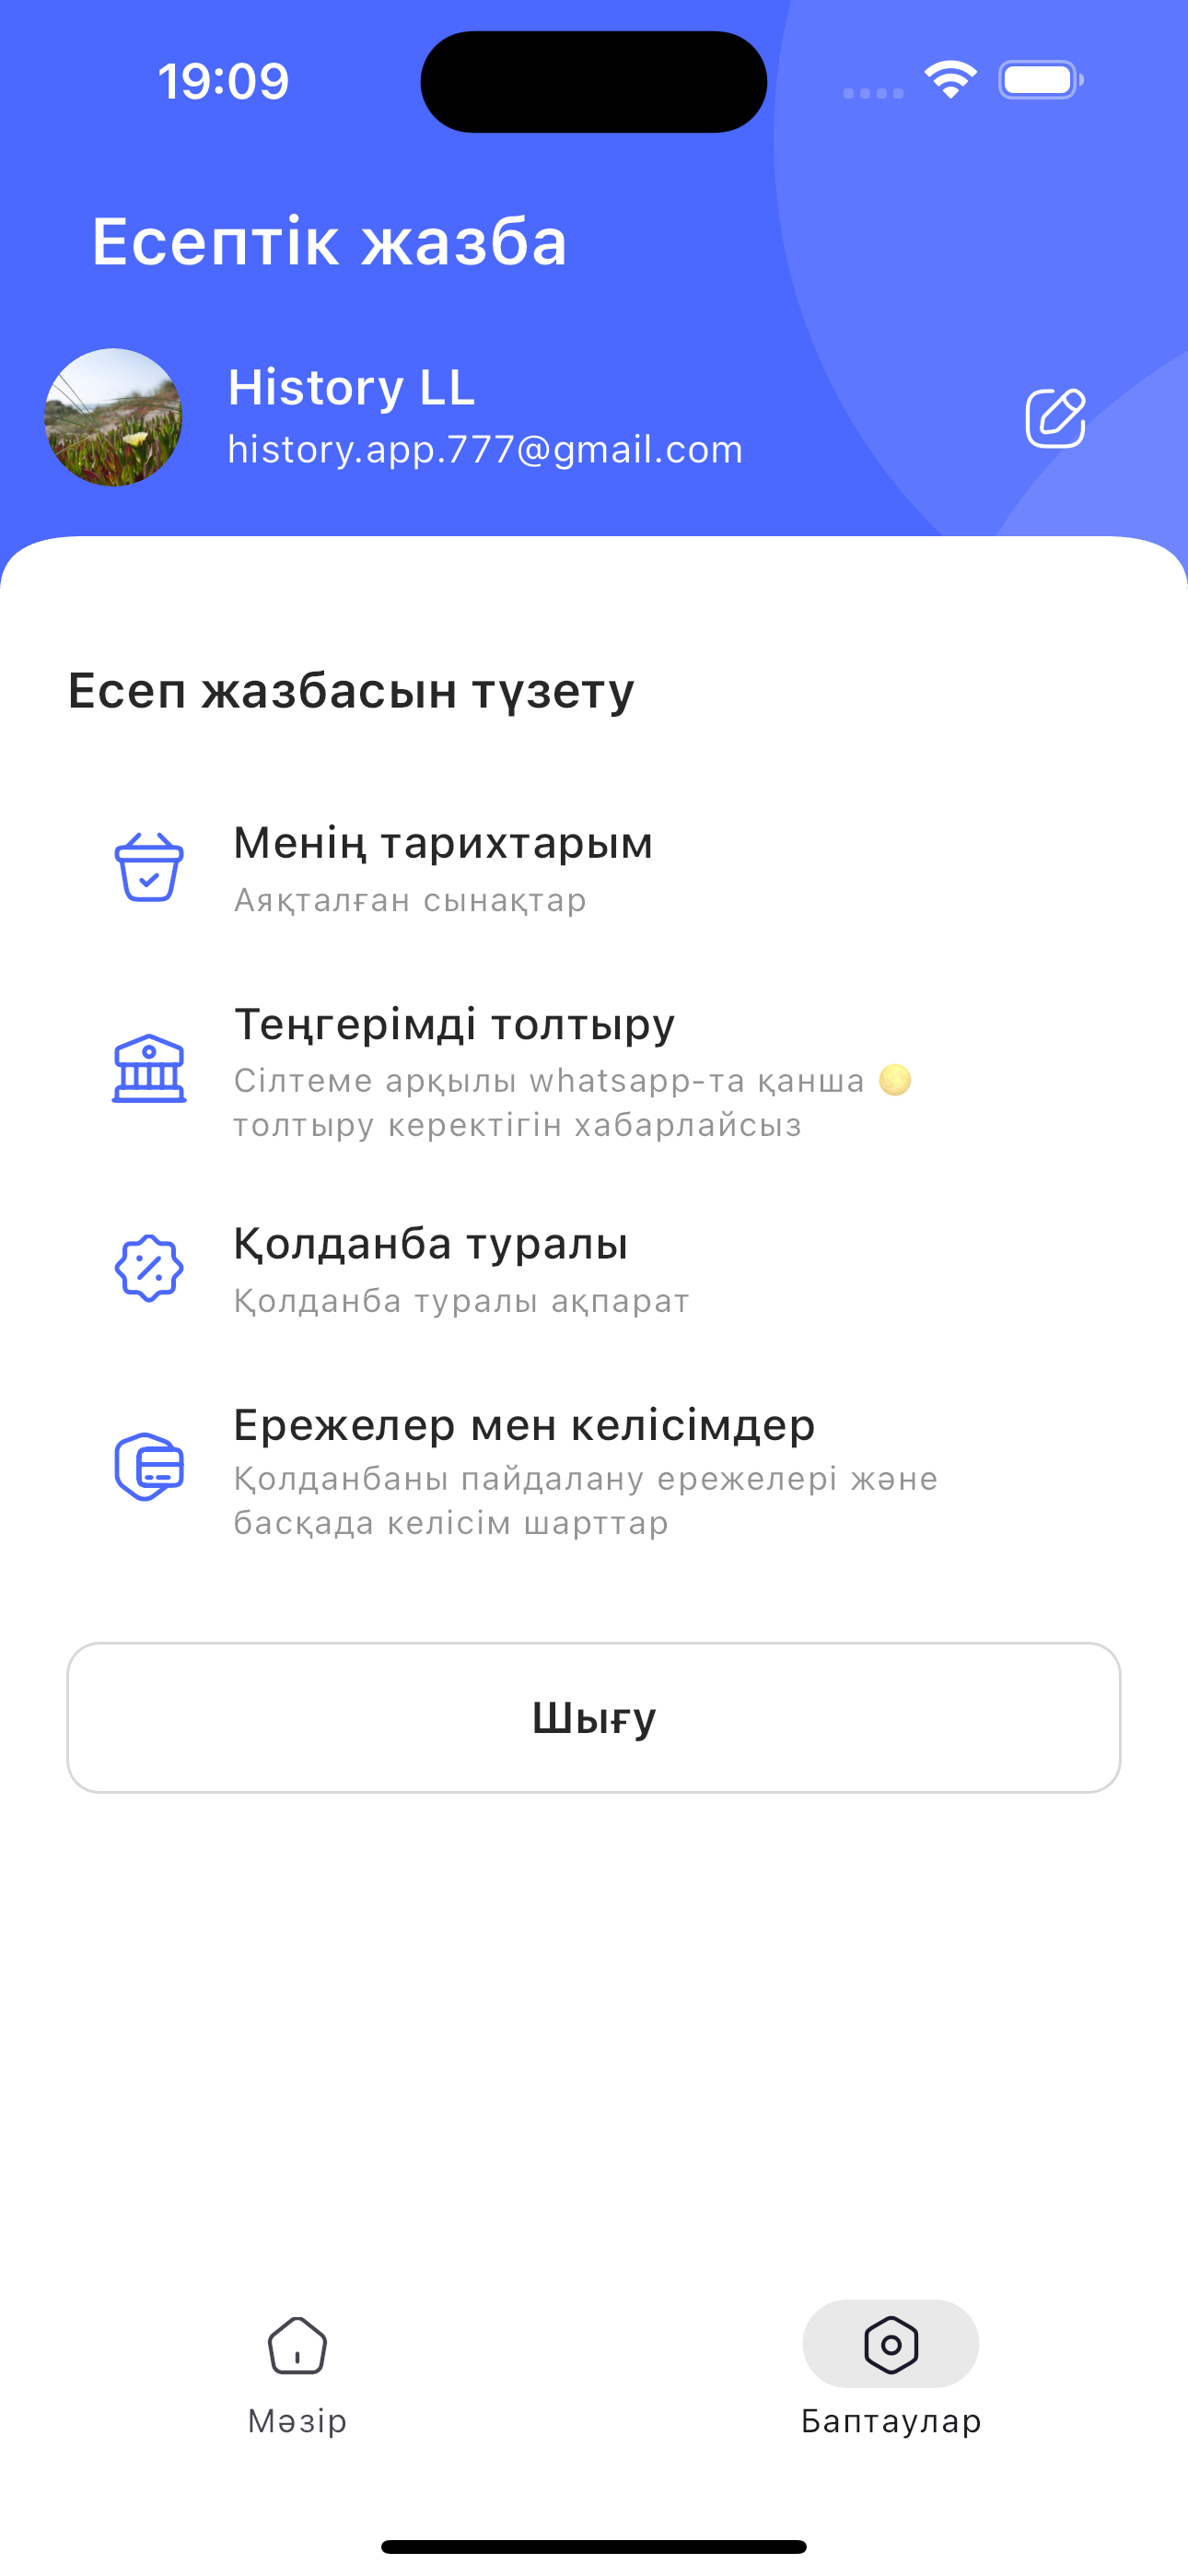 19:09
Есептік жазба
History LL
history.app.777@gmail.com
Есеп жазбасын түзету
Менің тарихтарым
Аяқталған сынақтар
Теңгерімді толтыру
Сілтеме арқылы whatsapp-та қанша 🌕
толтыру керектігін хабарлайсыз
Қолданба туралы
Қолданба туралы ақпарат
Ережелер мен келісімдер
Қолданбаны пайдалану ережелері және
басқада келісім шарттар
Шығу
Мәзір
Баптаулар